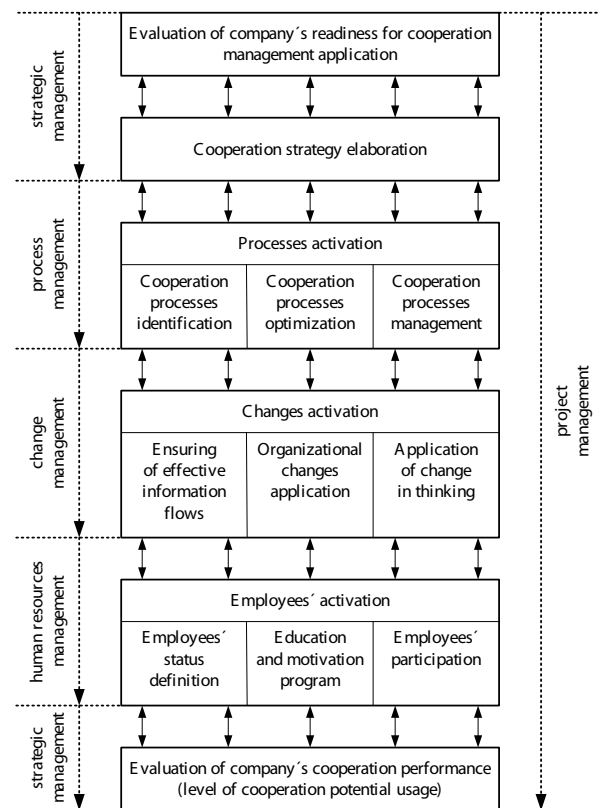 Evaluation of company´s readiness for cooperation
management application
strategic
management
Cooperation strategy elaboration
process
management
Processes activation
Cooperation
processes
identification
Cooperation
processes
optimization
Cooperation
processes
management
change
management
Changes activation
Ensuring
of effective
information
flows
Organizational
changes
application
Application
of change
in thinking
project
management
human resources
management
Employees´ activation
Employees´
status
definition
Education
and motivation
program
Employees´
participation
strategic
management
Evaluation of company´s cooperation performance
(level of cooperation potential usage)